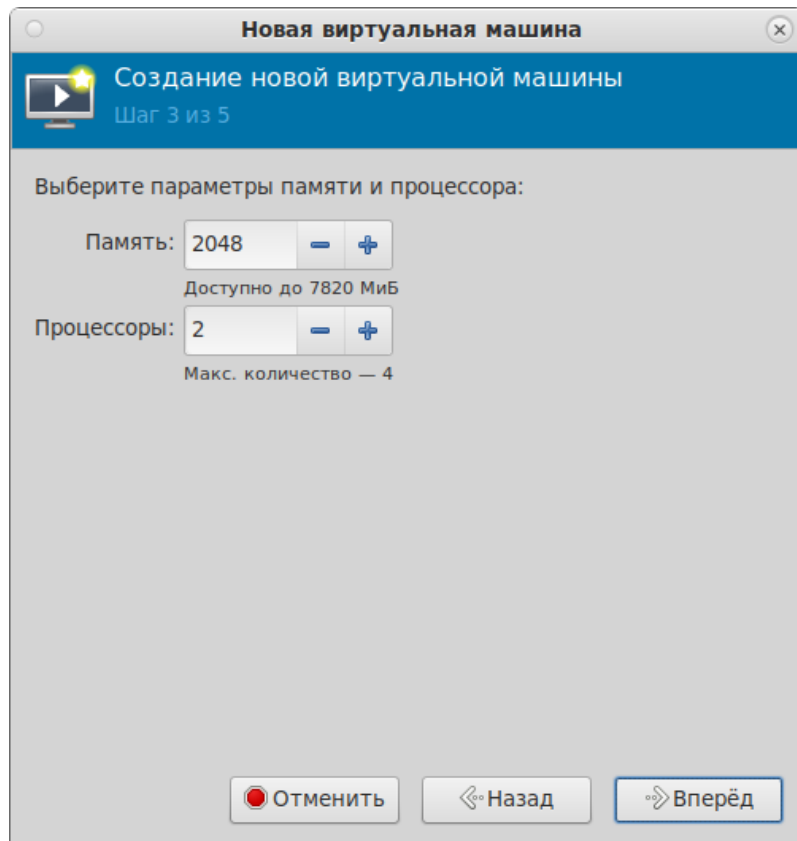 Новая виртуальная машина
Создание новой виртуальной машины
Шаг 3 из 5
Выберите параметры памяти и процессора:
Память: 2048
Доступно до 7820 МиБ
Процессоры: 2
Макс. количество — 4
Отменить Назад Вперёд